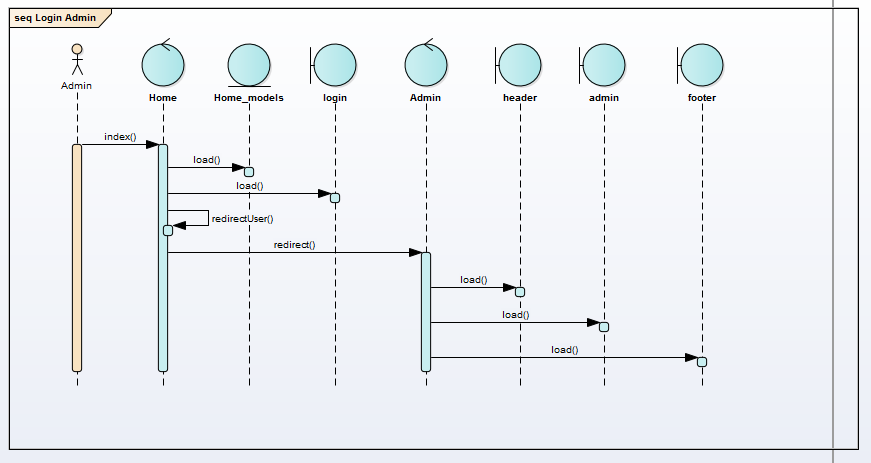 seq Login Admin
Admin
Home
Home_models
login
Admin
header
admin
footer
index()
load()
load()
redirectUser()
redirect()
load()
load()
load()